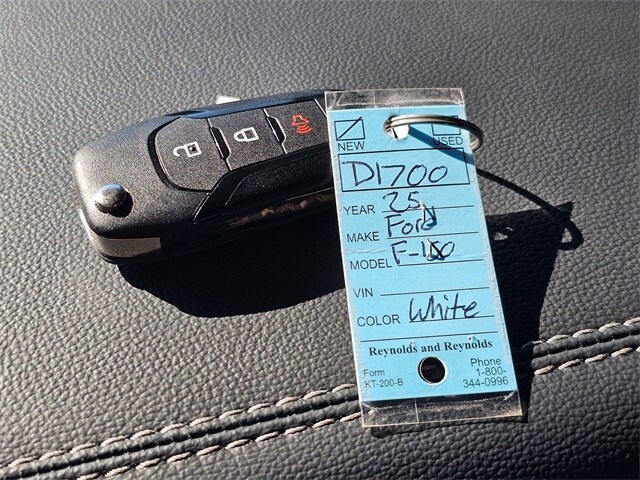 NEW USED
D1700
YEAR 25
MAKE Ford
MODEL F-150
VIN
COLOR White
Reynolds and Reynolds
Form KT-200-B
Phone 1-800-344-0996